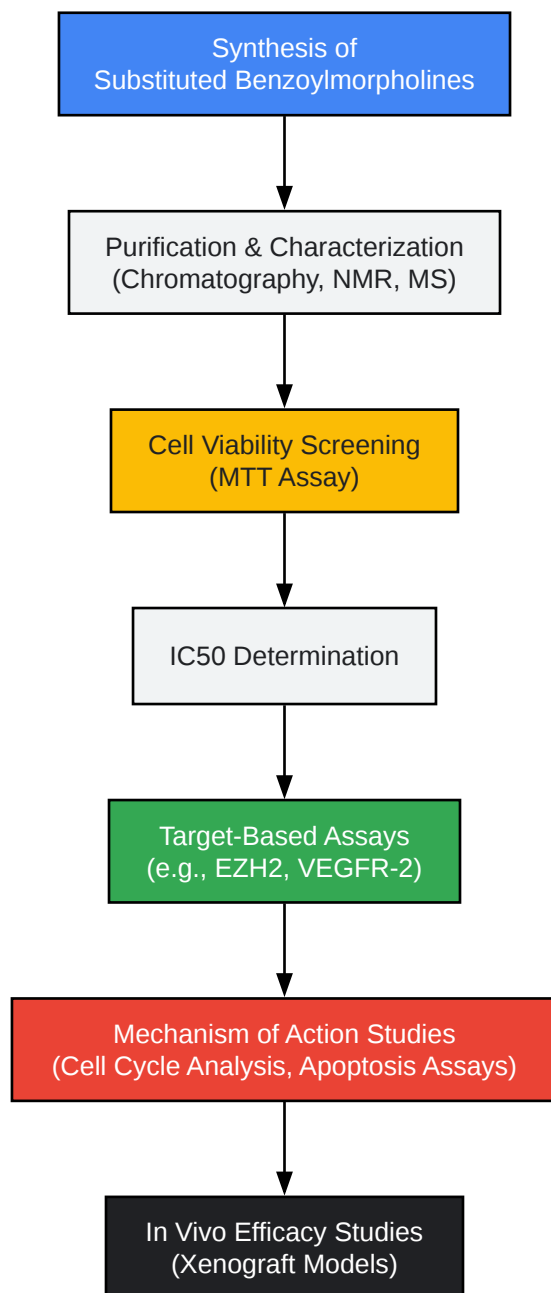 Synthesis of
Substituted Benzoylmorpholines
Purification & Characterization
(Chromatography, NMR, MS)
Cell Viability Screening
(MTT Assay)
IC50 Determination
Target-Based Assays
(e.g., EZH2, VEGFR-2)
Mechanism of Action Studies
(Cell Cycle Analysis, Apoptosis Assays)
In Vivo Efficacy Studies
(Xenograft Models)